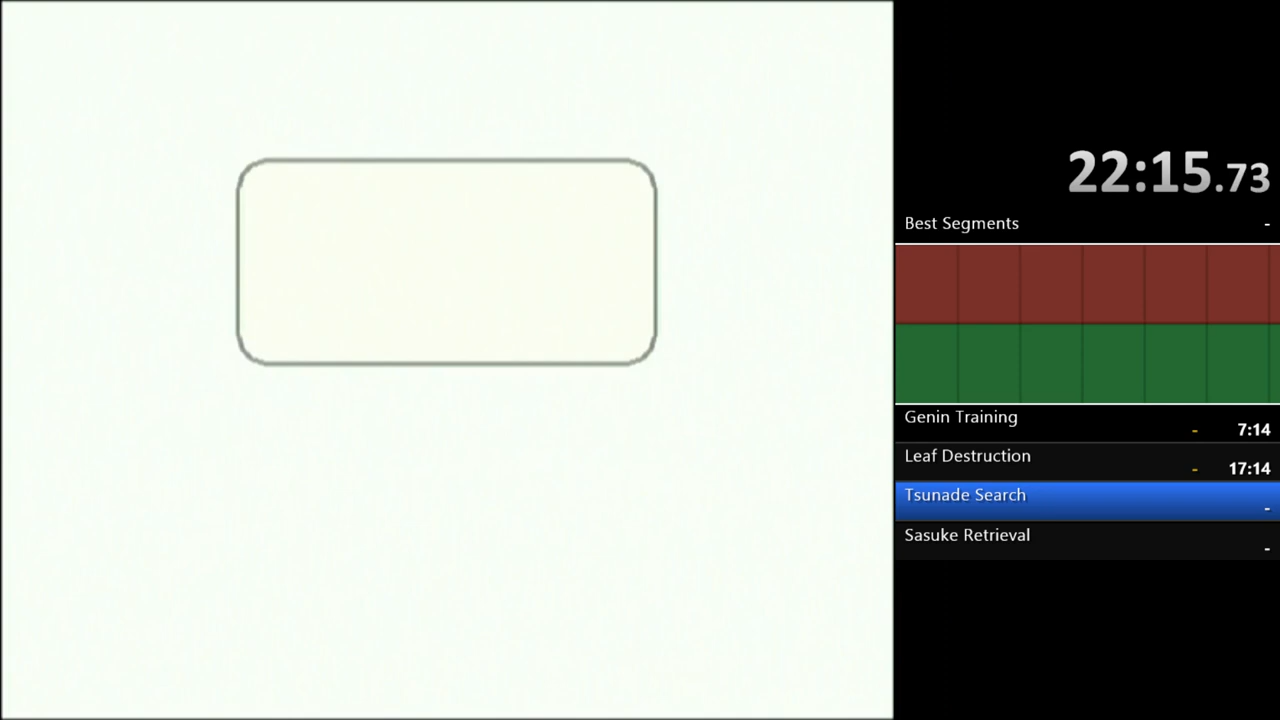 22:15.73
Best Segments -
Genin Training - 7:14
Leaf Destruction - 17:14
Tsunade Search -
Sasuke Retrieval -